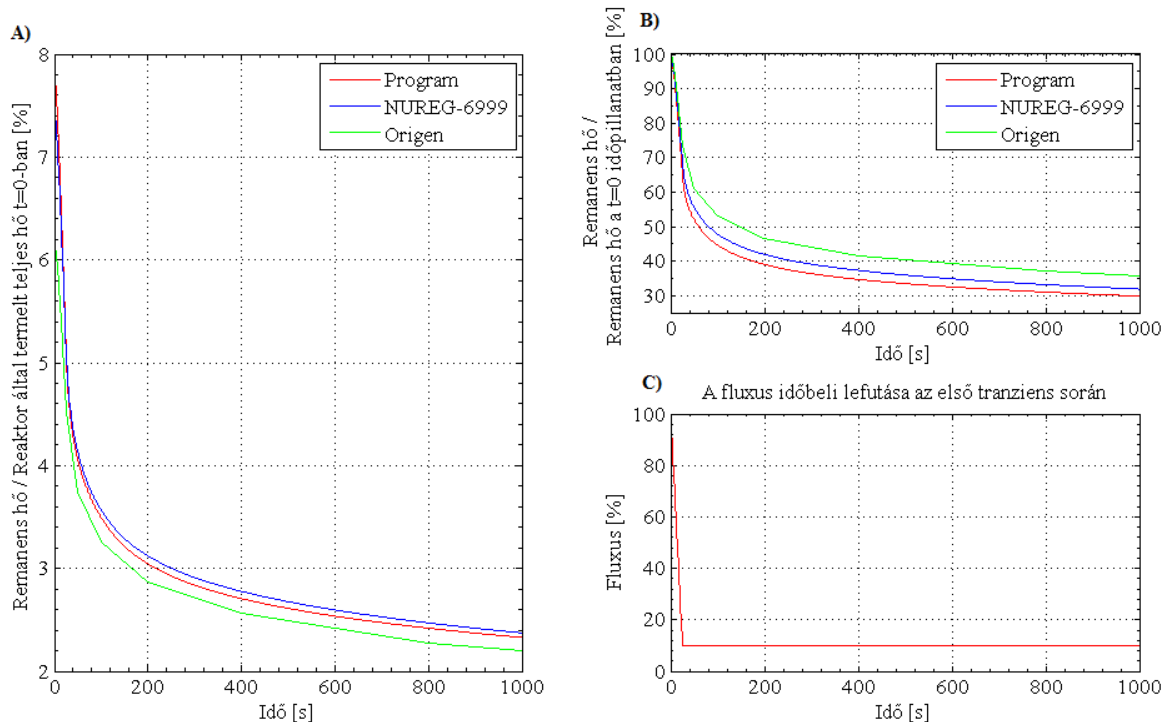 A)
Remanens hő / Reaktor által termelt teljes hő t=0-ban [%]
8
7
6
5
4
3
2
0
200
400
600
800
1000
Idő [s]
Program
NUREG-6999
Origen
B)
Remanens hő /
Remanens hő a t=0 időpillanatban [%]
100
90
80
70
60
50
40
30
0
200
400
600
800
1000
Idő [s]
Program
NUREG-6999
Origen
C)
A fluxus időbeli lefutása az első tranziens során
Fluxus [%]
100
80
60
40
20
0
0
200
400
600
800
1000
Idő [s]